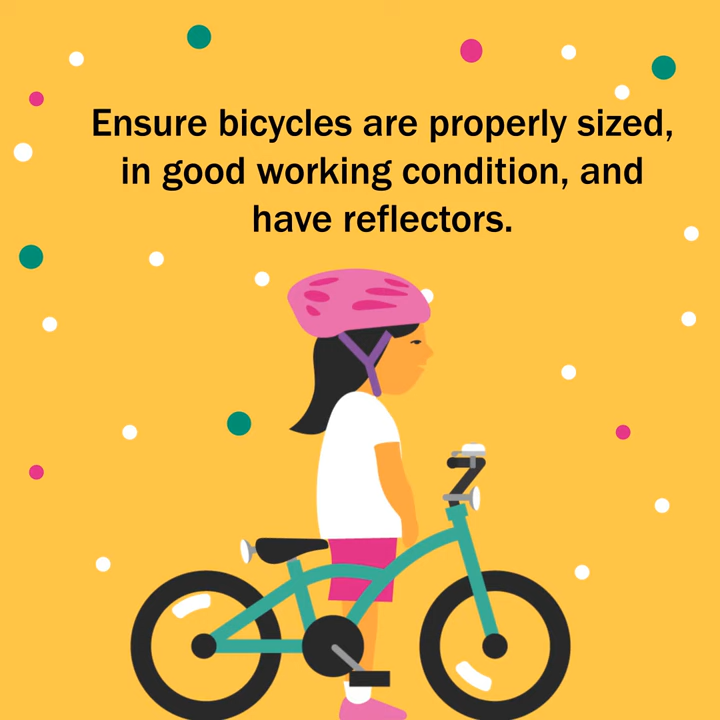 Ensure bicycles are properly sized,
in good working condition, and
have reflectors.